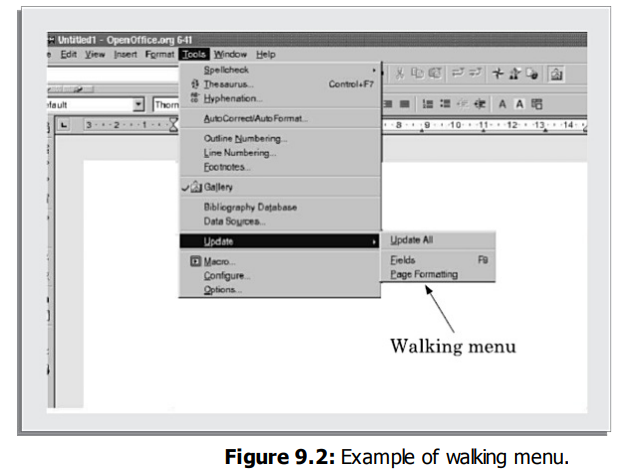 Untitled1 - OpenOffice.org 641
Edit View Insert Format Tools Window Help
Spellcheck
Thesaurus... Control+F7
Hyphenation...
AutoCorrect/AutoFormat...
Outline Numbering...
Line Numbering...
Footnotes...
Gallery
Bibliography Database
Data Sources...
Update
Macro...
Configure...
Options...
Update All
Fields F9
Page Formatting
fault
Thorn
A A
3 · · · 2 · · · 1 · · ·
8 · · · 9 · · · 10 · · · 11 · · · 12 · · · 13 · · · 14
Walking menu
Figure 9.2: Example of walking menu.